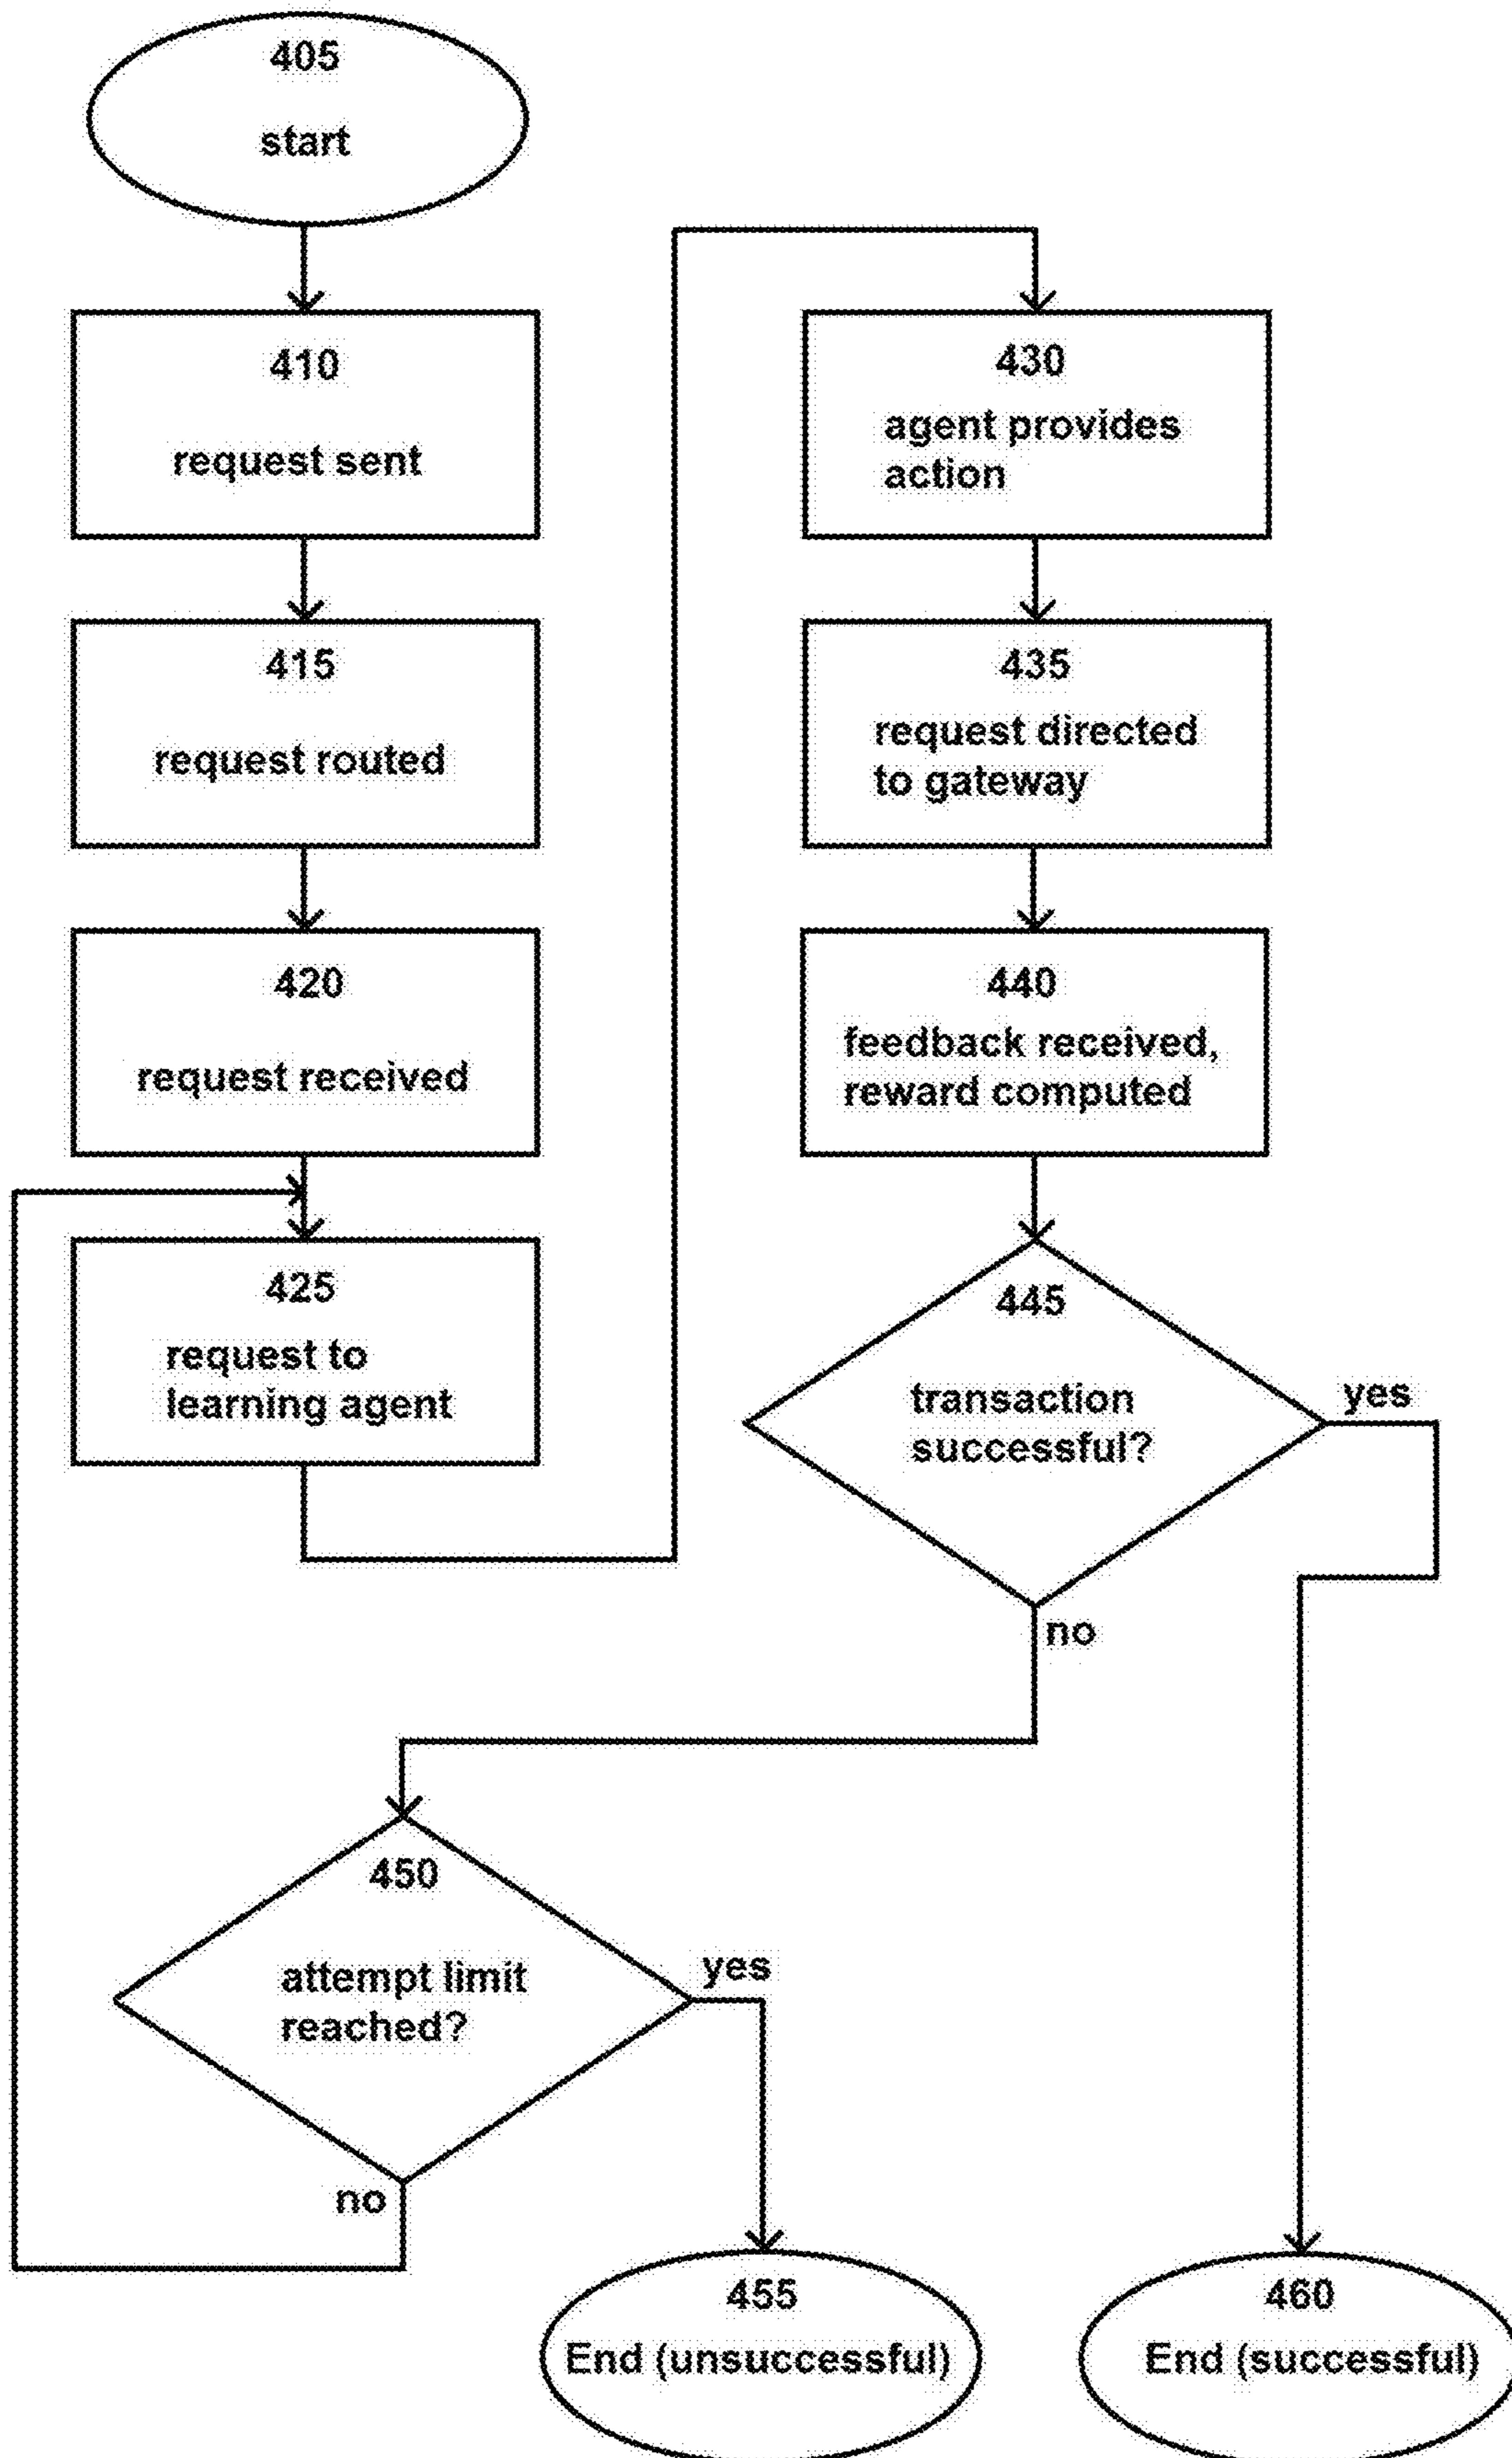 405
start
410
request sent
415
request routed
420
request received
425
request to
learning agent
430
agent provides
action
435
request directed
to gateway
440
feedback received,
reward computed
445
transaction
successful?
yes
no
450
attempt limit
reached?
yes
no
455
End (unsuccessful)
460
End (successful)